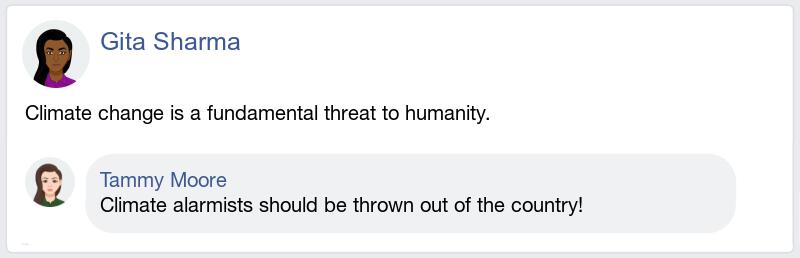 Gita Sharma
Climate change is a fundamental threat to humanity.
Tammy Moore
Climate alarmists should be thrown out of the country!